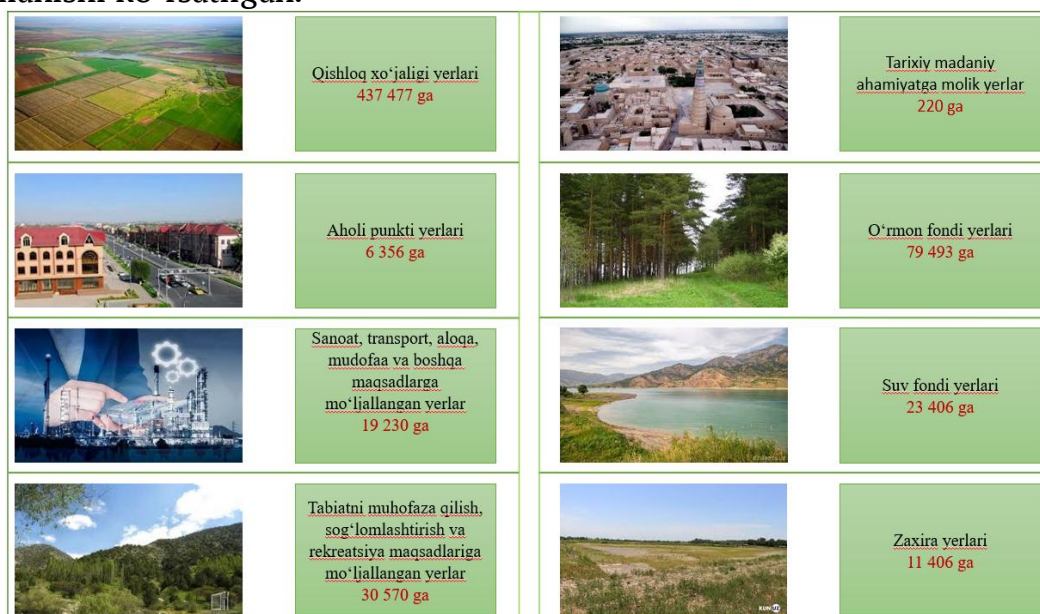 Qishloq xo‘jaligi yerlari
437 477 ga
Tarixiy madaniy
ahamiyatga molik yerlar
220 ga
Aholi punkti yerlari
6 356 ga
O‘rmon fondi yerlari
79 493 ga
Sanoat, transport, aloqa,
mudofaa va boshqa
maqsadlarga
mo‘ljallangan yerlar
19 230 ga
Suv fondi yerlari
23 406 ga
Tabiatni muhofaza qilish,
sog‘lomlashtirish va
rekreatsiya maqsadlariga
mo‘ljallangan yerlar
30 570 ga
Zaxira yerlari
11 406 ga
KUN.UZ